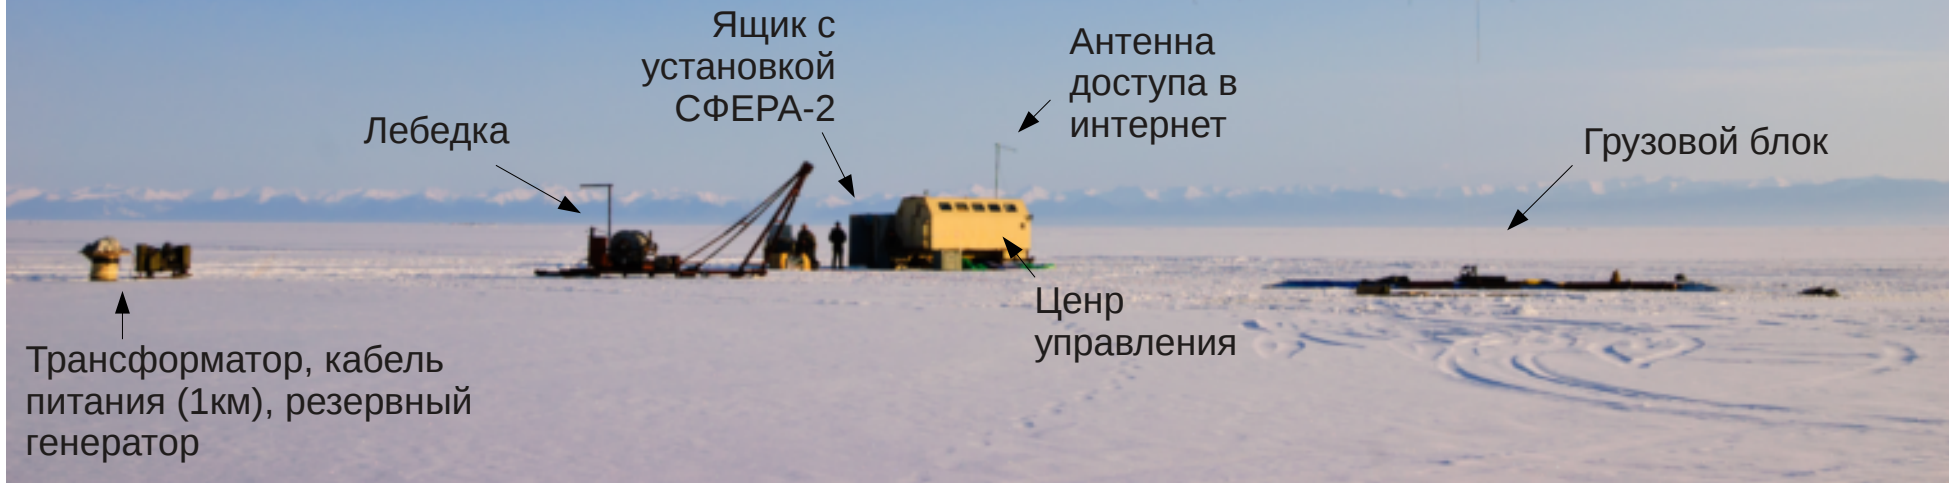 Ящик с
установкой
СФЕРА-2
Антенна
доступа в
интернет
Лебедка
Грузовой блок
Ценр
управления
Трансформатор, кабель
питания (1км), резервный
генератор